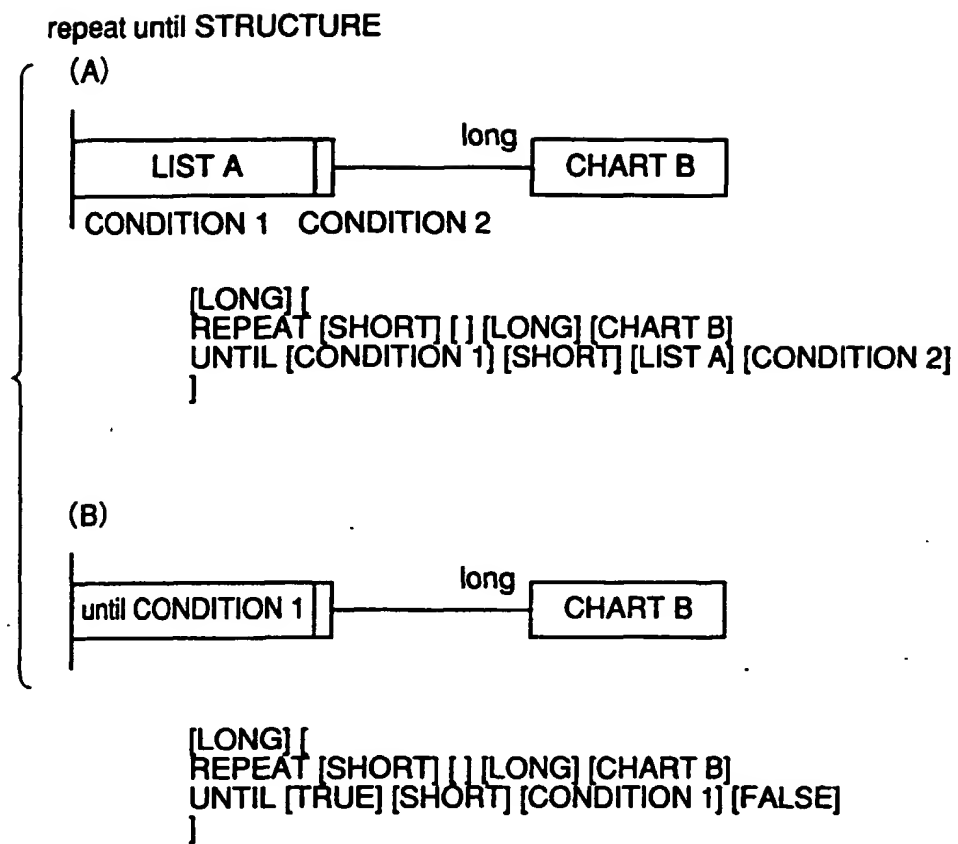 repeat until STRUCTURE
(A)
long
LIST A
CHART B
CONDITION 1 CONDITION 2
[LONG] [
REPEAT [SHORT] [ ] [LONG] [CHART B]
UNTIL [CONDITION 1] [SHORT] [LIST A] [CONDITION 2]
]
(B)
long
until CONDITION 1
CHART B
[LONG] [
REPEAT [SHORT] [ ] [LONG] [CHART B]
UNTIL [TRUE] [SHORT] [CONDITION 1] [FALSE]
]